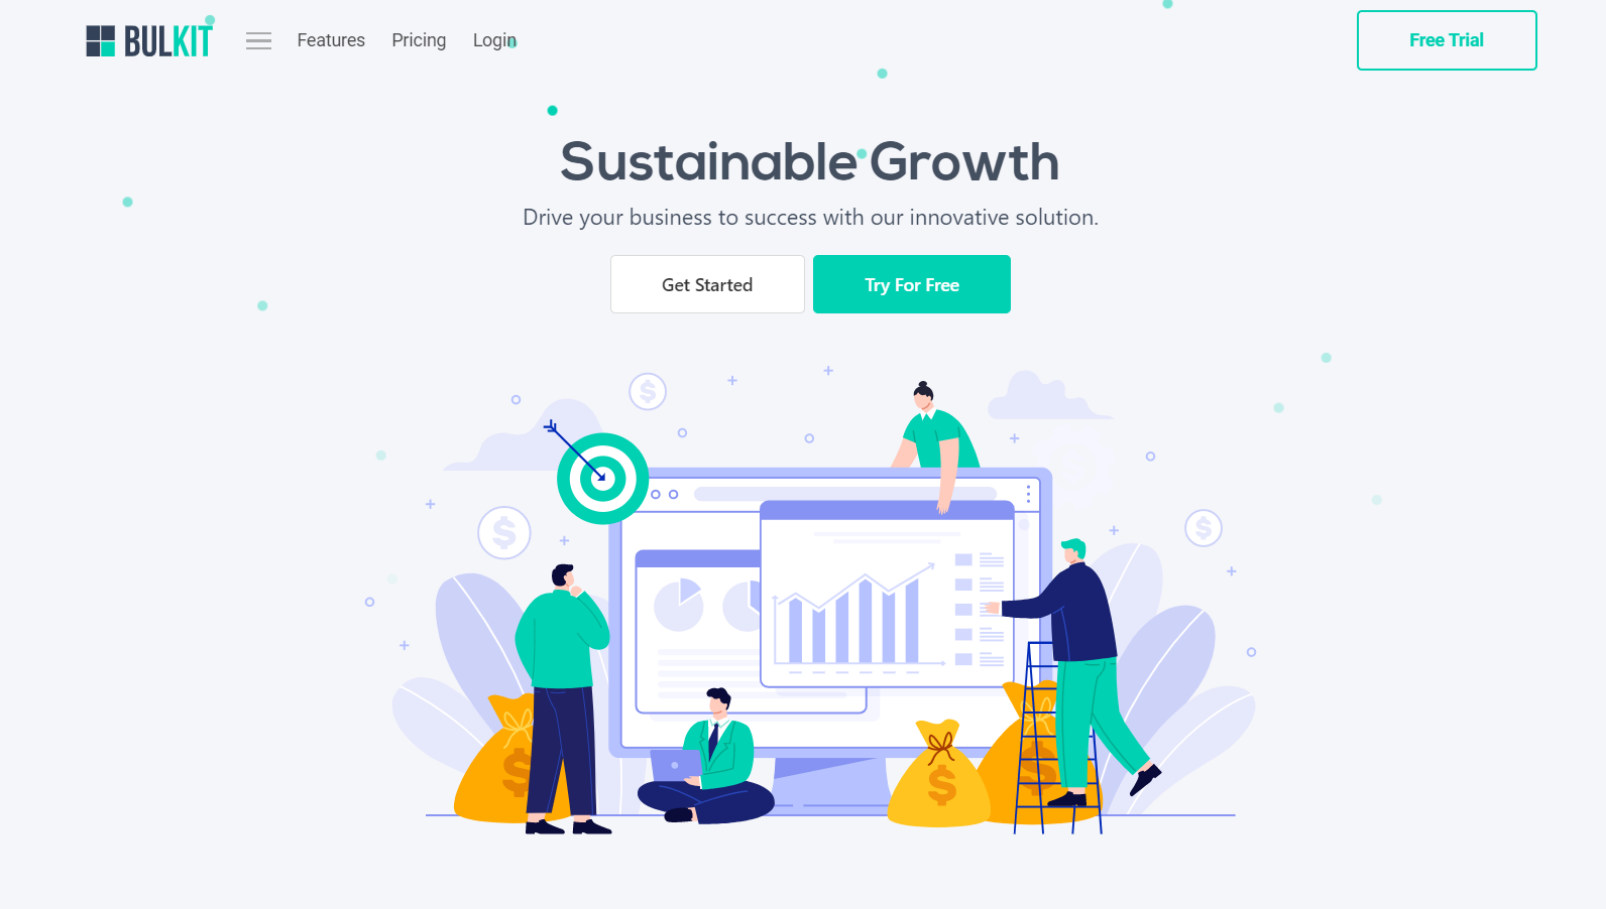 BULKIT
Features
Pricing
Login
Free Trial
Sustainable Growth
Drive your business to success with our innovative solution.
Get Started
Try For Free
$
$
$
$
$
$